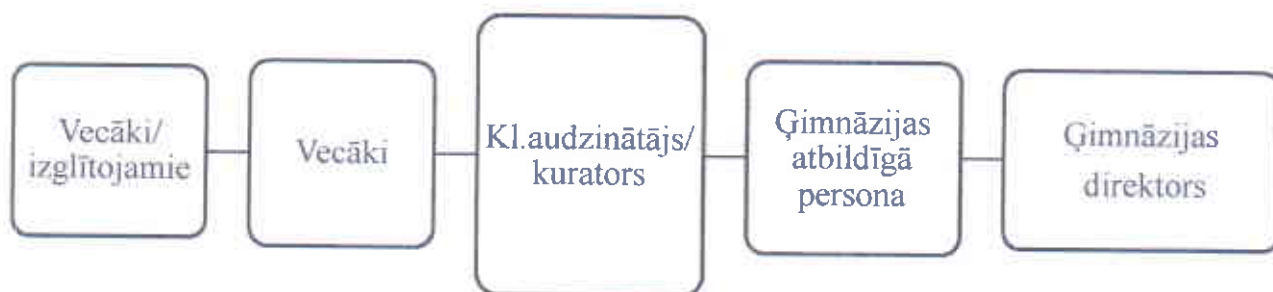 Vecāki/
izglītojamie
Vecāki
Kl.audzinātājs/
kurators
Ģimnāzijas
atbildīgā
persona
Ģimnāzijas
direktors